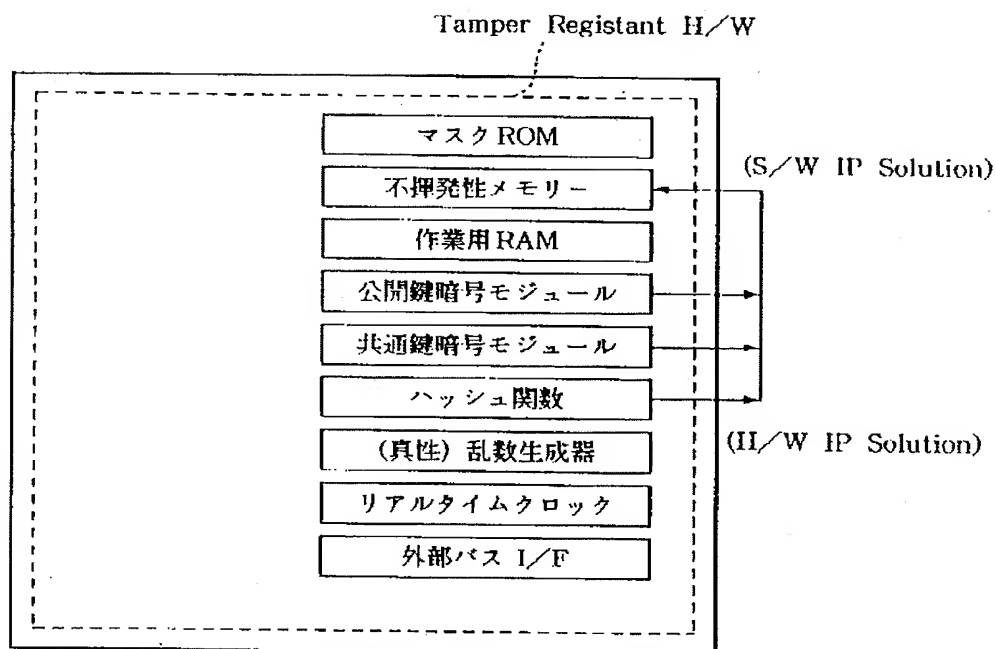 Tamper Registant H/W
マスクROM
(S/W IP Solution)
不揮発性メモリー
作業用RAM
公開鍵暗号モジュール
共通鍵暗号モジュール
ハッシュ関数
(H/W IP Solution)
(真性) 乱数生成器
リアルタイムクロック
外部バス I/F